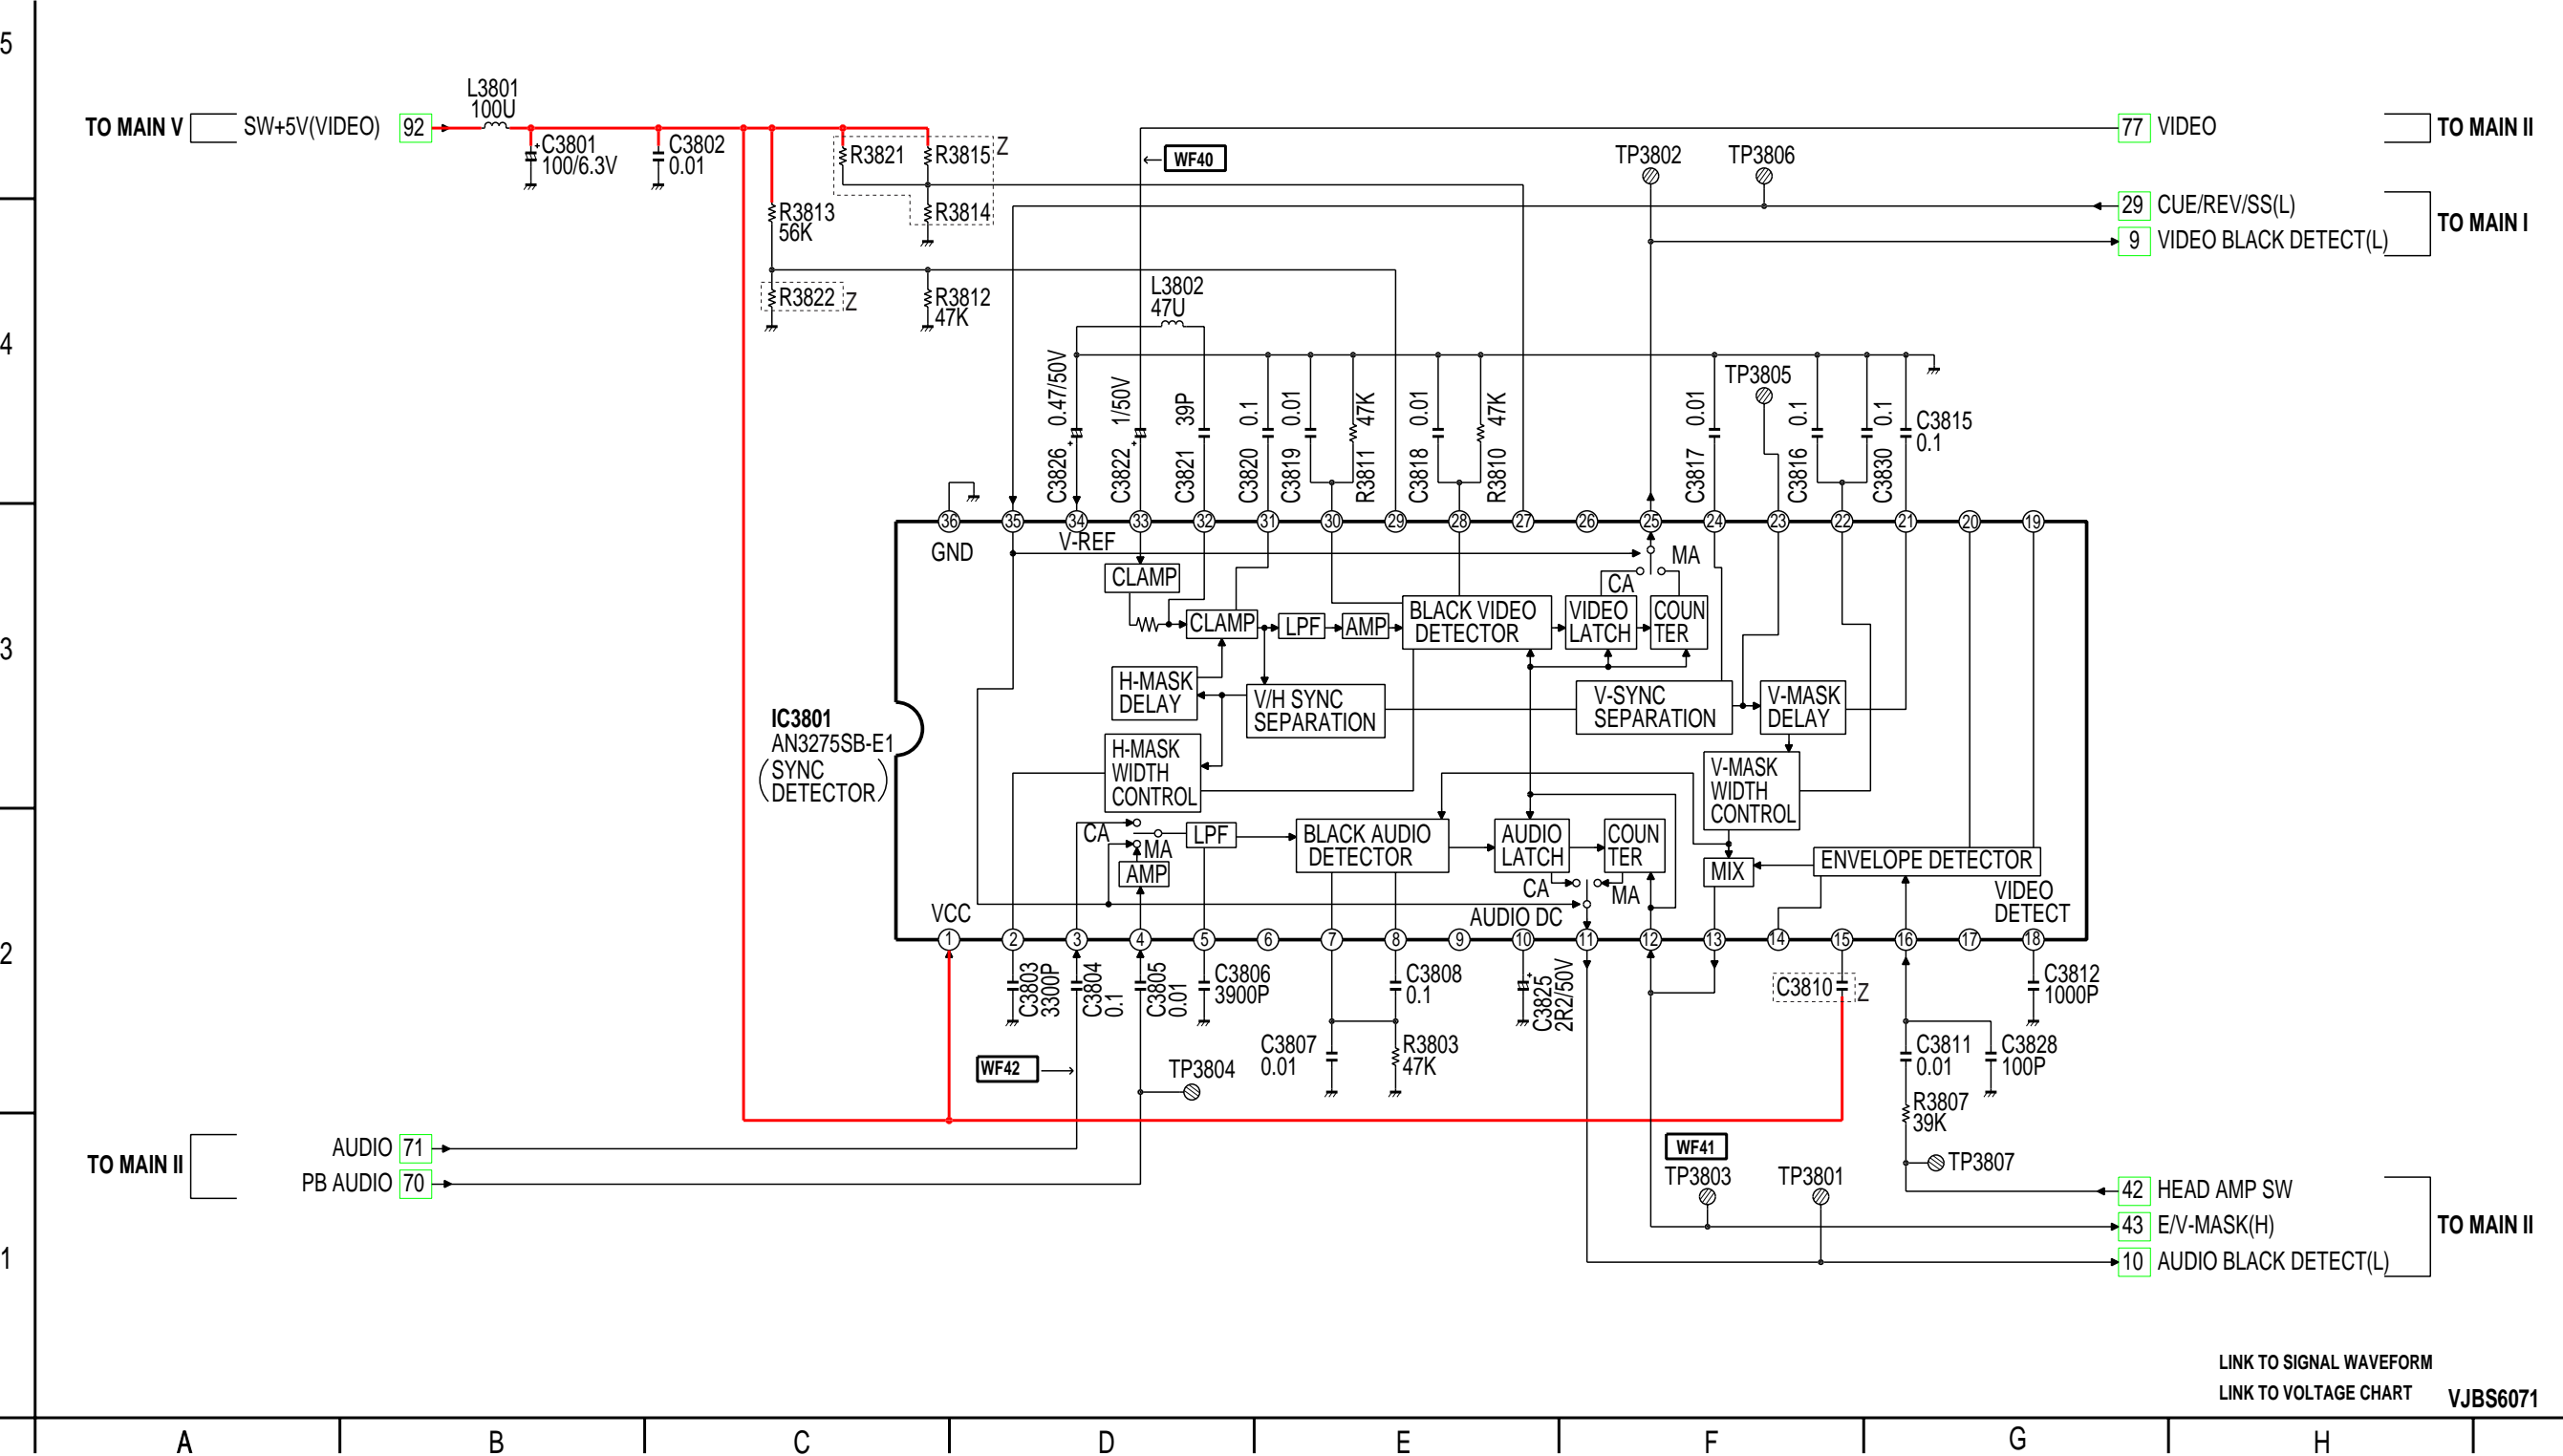 5
L3801
100U
TO MAIN V
SW+5V(VIDEO)
92
C3801
100/6.3V
C3802
0.01
R3821
R3815
Z
WF40
TP3802
TP3806
77
VIDEO
TO MAIN II
R3813
56K
R3814
29
CUE/REV/SS(L)
9
VIDEO BLACK DETECT(L)
TO MAIN I
R3822
Z
R3812
47K
L3802
47U
4
C3826
0.47/50V
C3822
1/50V
C3821
39P
C3820
0.1
C3819
0.01
R3811
47K
C3818
0.01
R3810
47K
C3817
0.01
TP3805
C3816
0.1
C3830
0.1
C3815
0.1
36
35
34
33
32
31
30
29
28
27
26
25
24
23
22
21
20
19
GND
V-REF
MA
CA
CLAMP
CLAMP
LPF
AMP
BLACK VIDEO
DETECTOR
VIDEO
LATCH
COUN
TER
3
H-MASK
DELAY
V/H SYNC
SEPARATION
V-SYNC
SEPARATION
V-MASK
DELAY
IC3801
AN3275SB-E1
SYNC
DETECTOR
H-MASK
WIDTH
CONTROL
V-MASK
WIDTH
CONTROL
CA
MA
LPF
AMP
BLACK AUDIO
DETECTOR
AUDIO
LATCH
COUN
TER
MIX
ENVELOPE DETECTOR
CA
MA
VIDEO
DETECT
VCC
AUDIO DC
2
1
2
3
4
5
6
7
8
9
10
11
12
13
14
15
16
17
18
C3803
3300P
C3804
0.1
C3805
0.01
C3806
3900P
C3808
0.1
C3825
2R2/50V
C3810
Z
C3812
1000P
WF42
TP3804
C3807
0.01
R3803
47K
C3811
0.01
C3828
100P
R3807
39K
TO MAIN II
AUDIO
71
PB AUDIO
70
WF41
TP3803
TP3801
TP3807
42
HEAD AMP SW
43
E/V-MASK(H)
10
AUDIO BLACK DETECT(L)
TO MAIN II
1
LINK TO SIGNAL WAVEFORM
LINK TO VOLTAGE CHART
VJBS6071
A
B
C
D
E
F
G
H